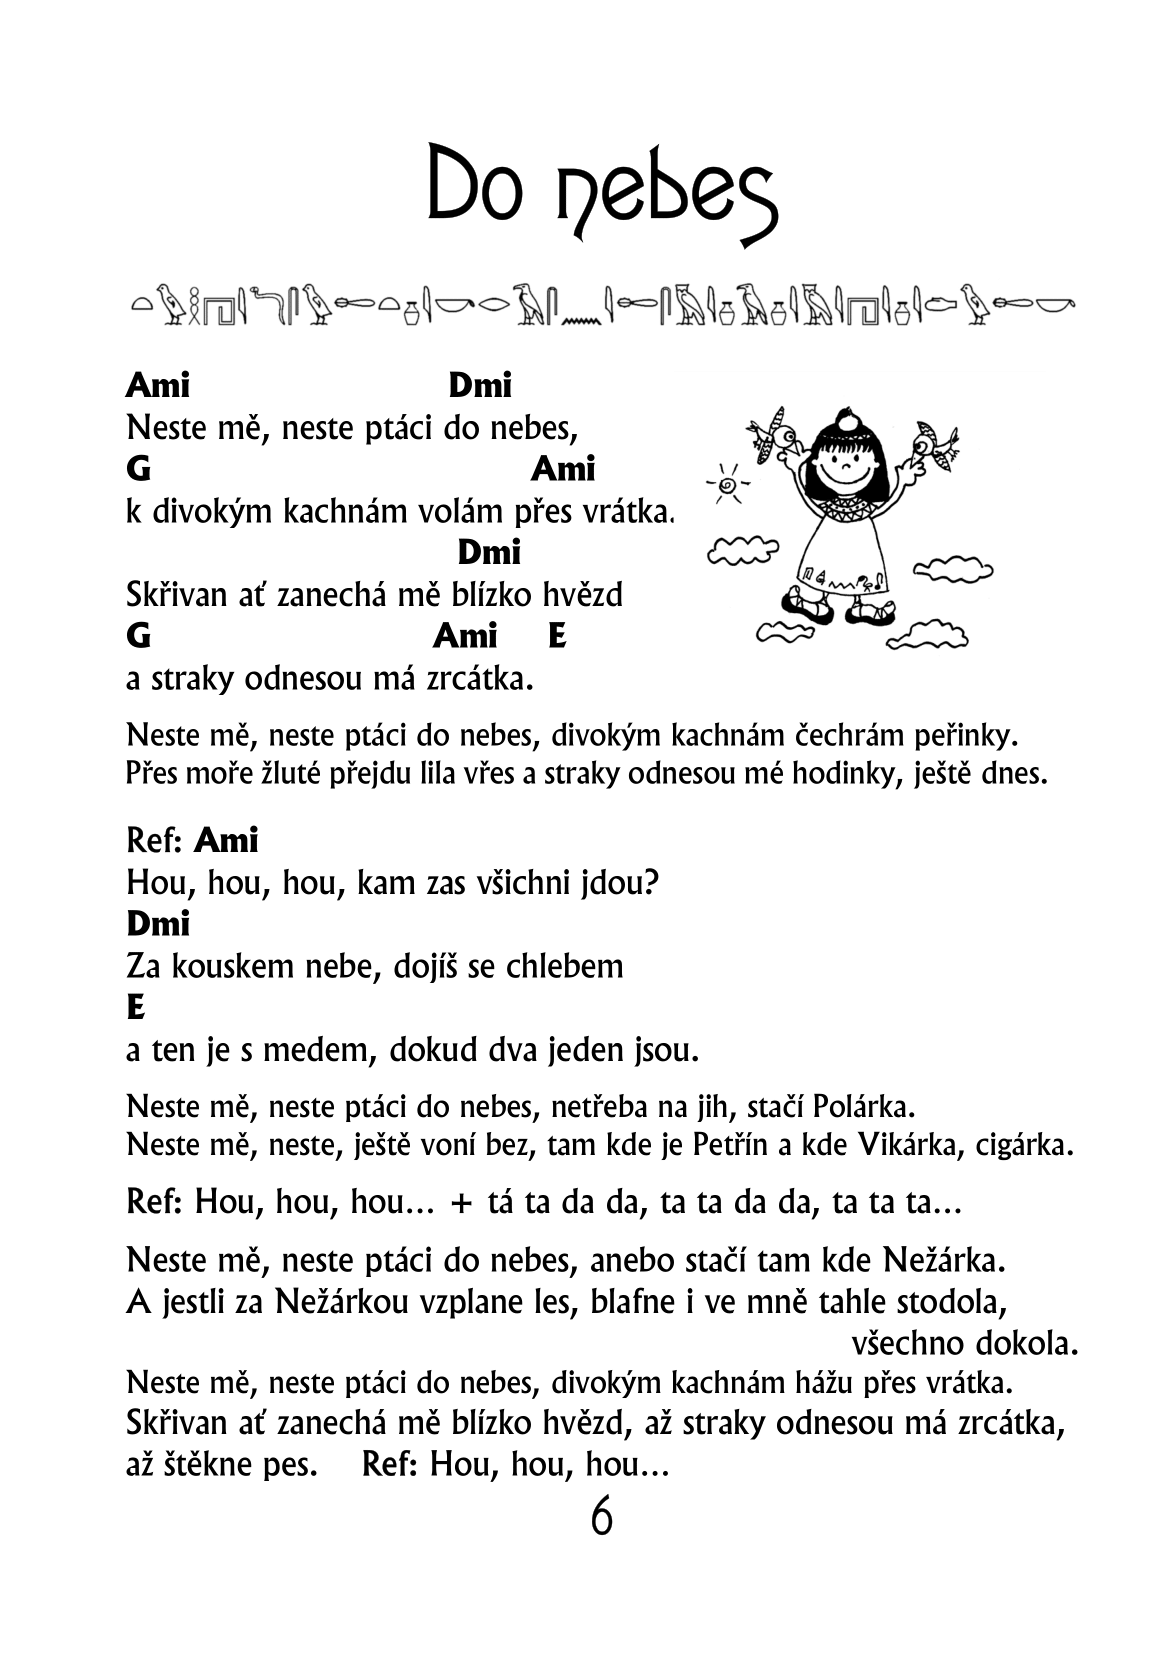 Do nebes
Ami Dmi
Neste mě, neste ptáci do nebes,
G Ami
k divokým kachnám volám přes vrátka.
Dmi
Skřivan ať zanechá mě blízko hvězd
G Ami E
a straky odnesou má zrcátka.
Neste mě, neste ptáci do nebes, divokým kachnám čechrám peřinky.
Přes moře žluté přejdu lila vřes a straky odnesou mé hodinky, ještě dnes.
Ref: Ami
Hou, hou, hou, kam zas všichni jdou?
Dmi
Za kouskem nebe, dojíš se chlebem
E
a ten je s medem, dokud dva jeden jsou.
Neste mě, neste ptáci do nebes, netřeba na jih, stačí Polárka.
Neste mě, neste, ještě voní bez, tam kde je Petřín a kde Vikárka, cigárka.
Ref: Hou, hou, hou... + tá ta da da, ta ta da da, ta ta ta...
Neste mě, neste ptáci do nebes, anebo stačí tam kde Nežárka.
A jestli za Nežárkou vzplane les, blafne i ve mně tahle stodola,
všechno dokola.
Neste mě, neste ptáci do nebes, divokým kachnám hážu přes vrátka.
Skřivan ať zanechá mě blízko hvězd, až straky odnesou má zrcátka,
až štěkne pes. Ref: Hou, hou, hou...
6